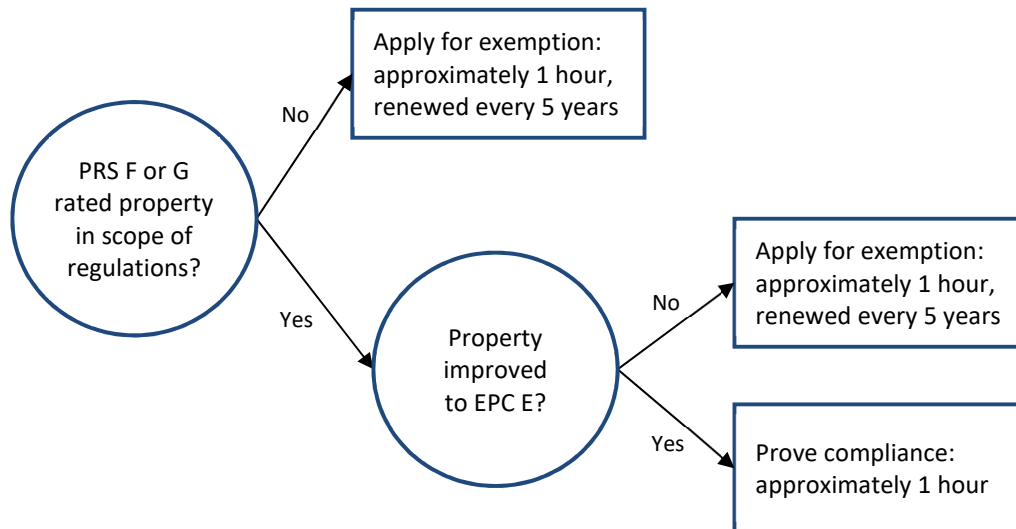 Apply for exemption:
approximately 1 hour,
renewed every 5 years
No
PRS F or G
rated property
in scope of
regulations?
Yes
Apply for exemption:
approximately 1 hour,
renewed every 5 years
No
Property
improved
to EPC E?
Yes
Prove compliance:
approximately 1 hour